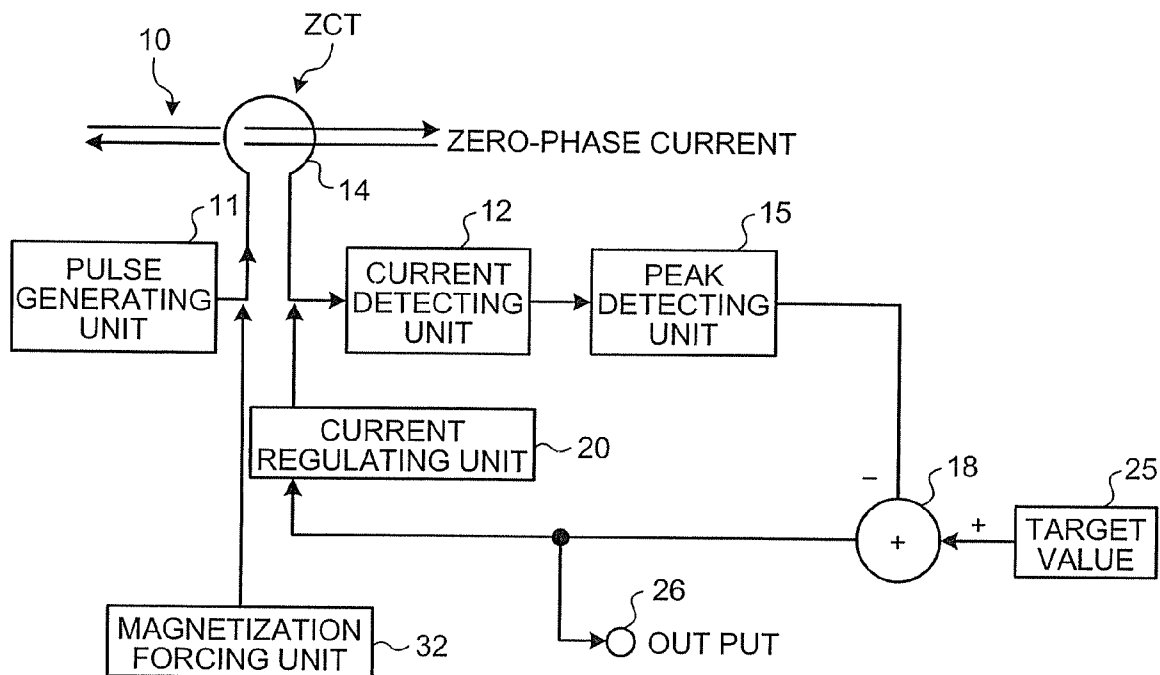 ZCT
10
ZERO-PHASE CURRENT
14
11
12
15
PULSE
GENERATING
UNIT
CURRENT
DETECTING
UNIT
PEAK
DETECTING
UNIT
CURRENT
REGULATING UNIT
20
−
18
25
+
+
TARGET
VALUE
26
OUT PUT
MAGNETIZATION
FORCING UNIT
32